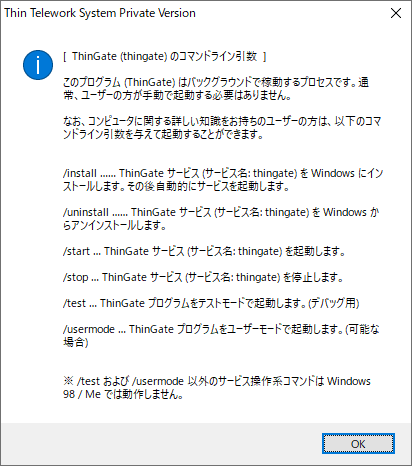 Thin Telework System Private Version
[ ThinGate (thingate) のコマンドライン引数 ]
このプログラム (ThinGate) はバックグラウンドで稼動するプロセスです。通
常、ユーザーの方が手動で起動する必要はありません。
なお、コンピュータに関する詳しい知識をお持ちのユーザーの方は、以下のコマ
ンドライン引数を与えて起動することができます。
/install ...... ThinGate サービス (サービス名: thingate) を Windows にイン
ストールします。その後自動的にサービスを起動します。
/uninstall ...... ThinGate サービス (サービス名: thingate) を Windows か
らアンインストールします。
/start ... ThinGate サービス (サービス名: thingate) を起動します。
/stop ... ThinGate サービス (サービス名: thingate) を停止します。
/test ... ThinGate プログラムをテストモードで起動します。(デバッグ用)
/usermode ... ThinGate プログラムをユーザーモードで起動します。(可能な
場合)
※ /test および /usermode 以外のサービス操作系コマンドは Windows
98 / Me では動作しません。
OK